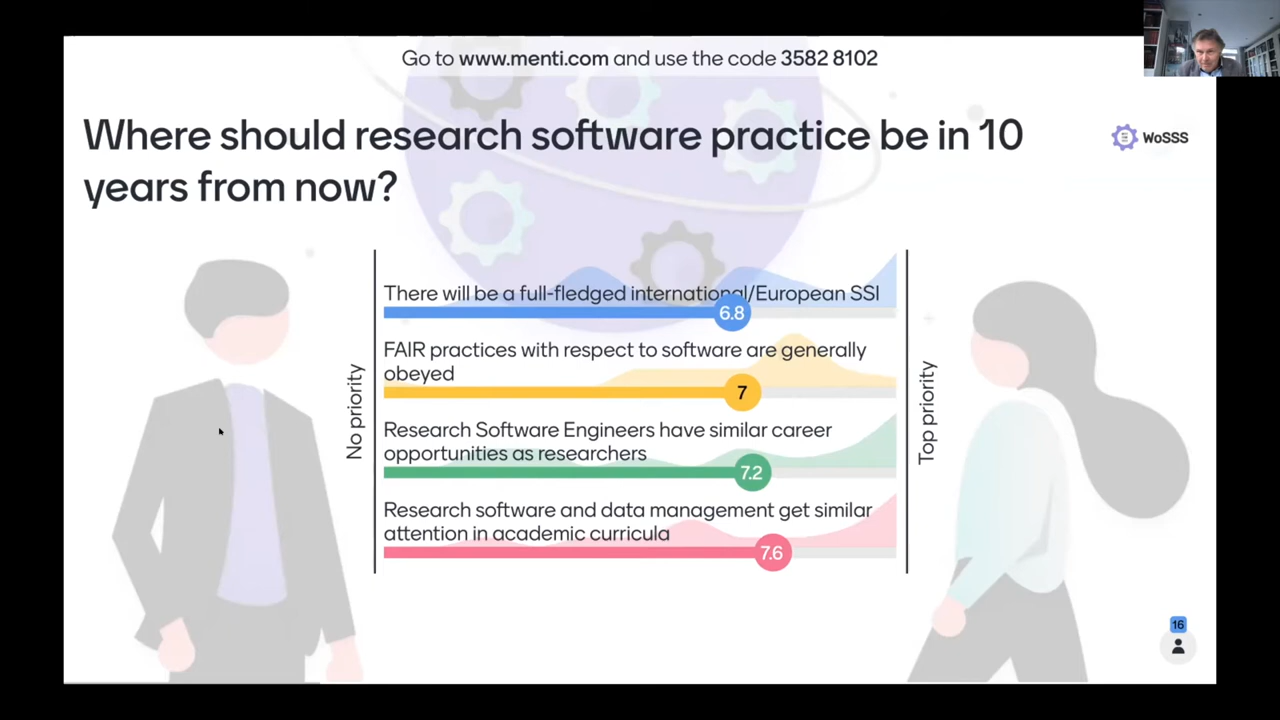 Go to www.menti.com and use the code 3582 8102
Where should research software practice be in 10
years from now?
WoSSS
No priority
There will be a full-fledged international/European SSI
6.8
FAIR practices with respect to software are generally
obeyed
7
Research Software Engineers have similar career
opportunities as researchers
7.2
Research software and data management get similar
attention in academic curricula
7.6
Top priority
16